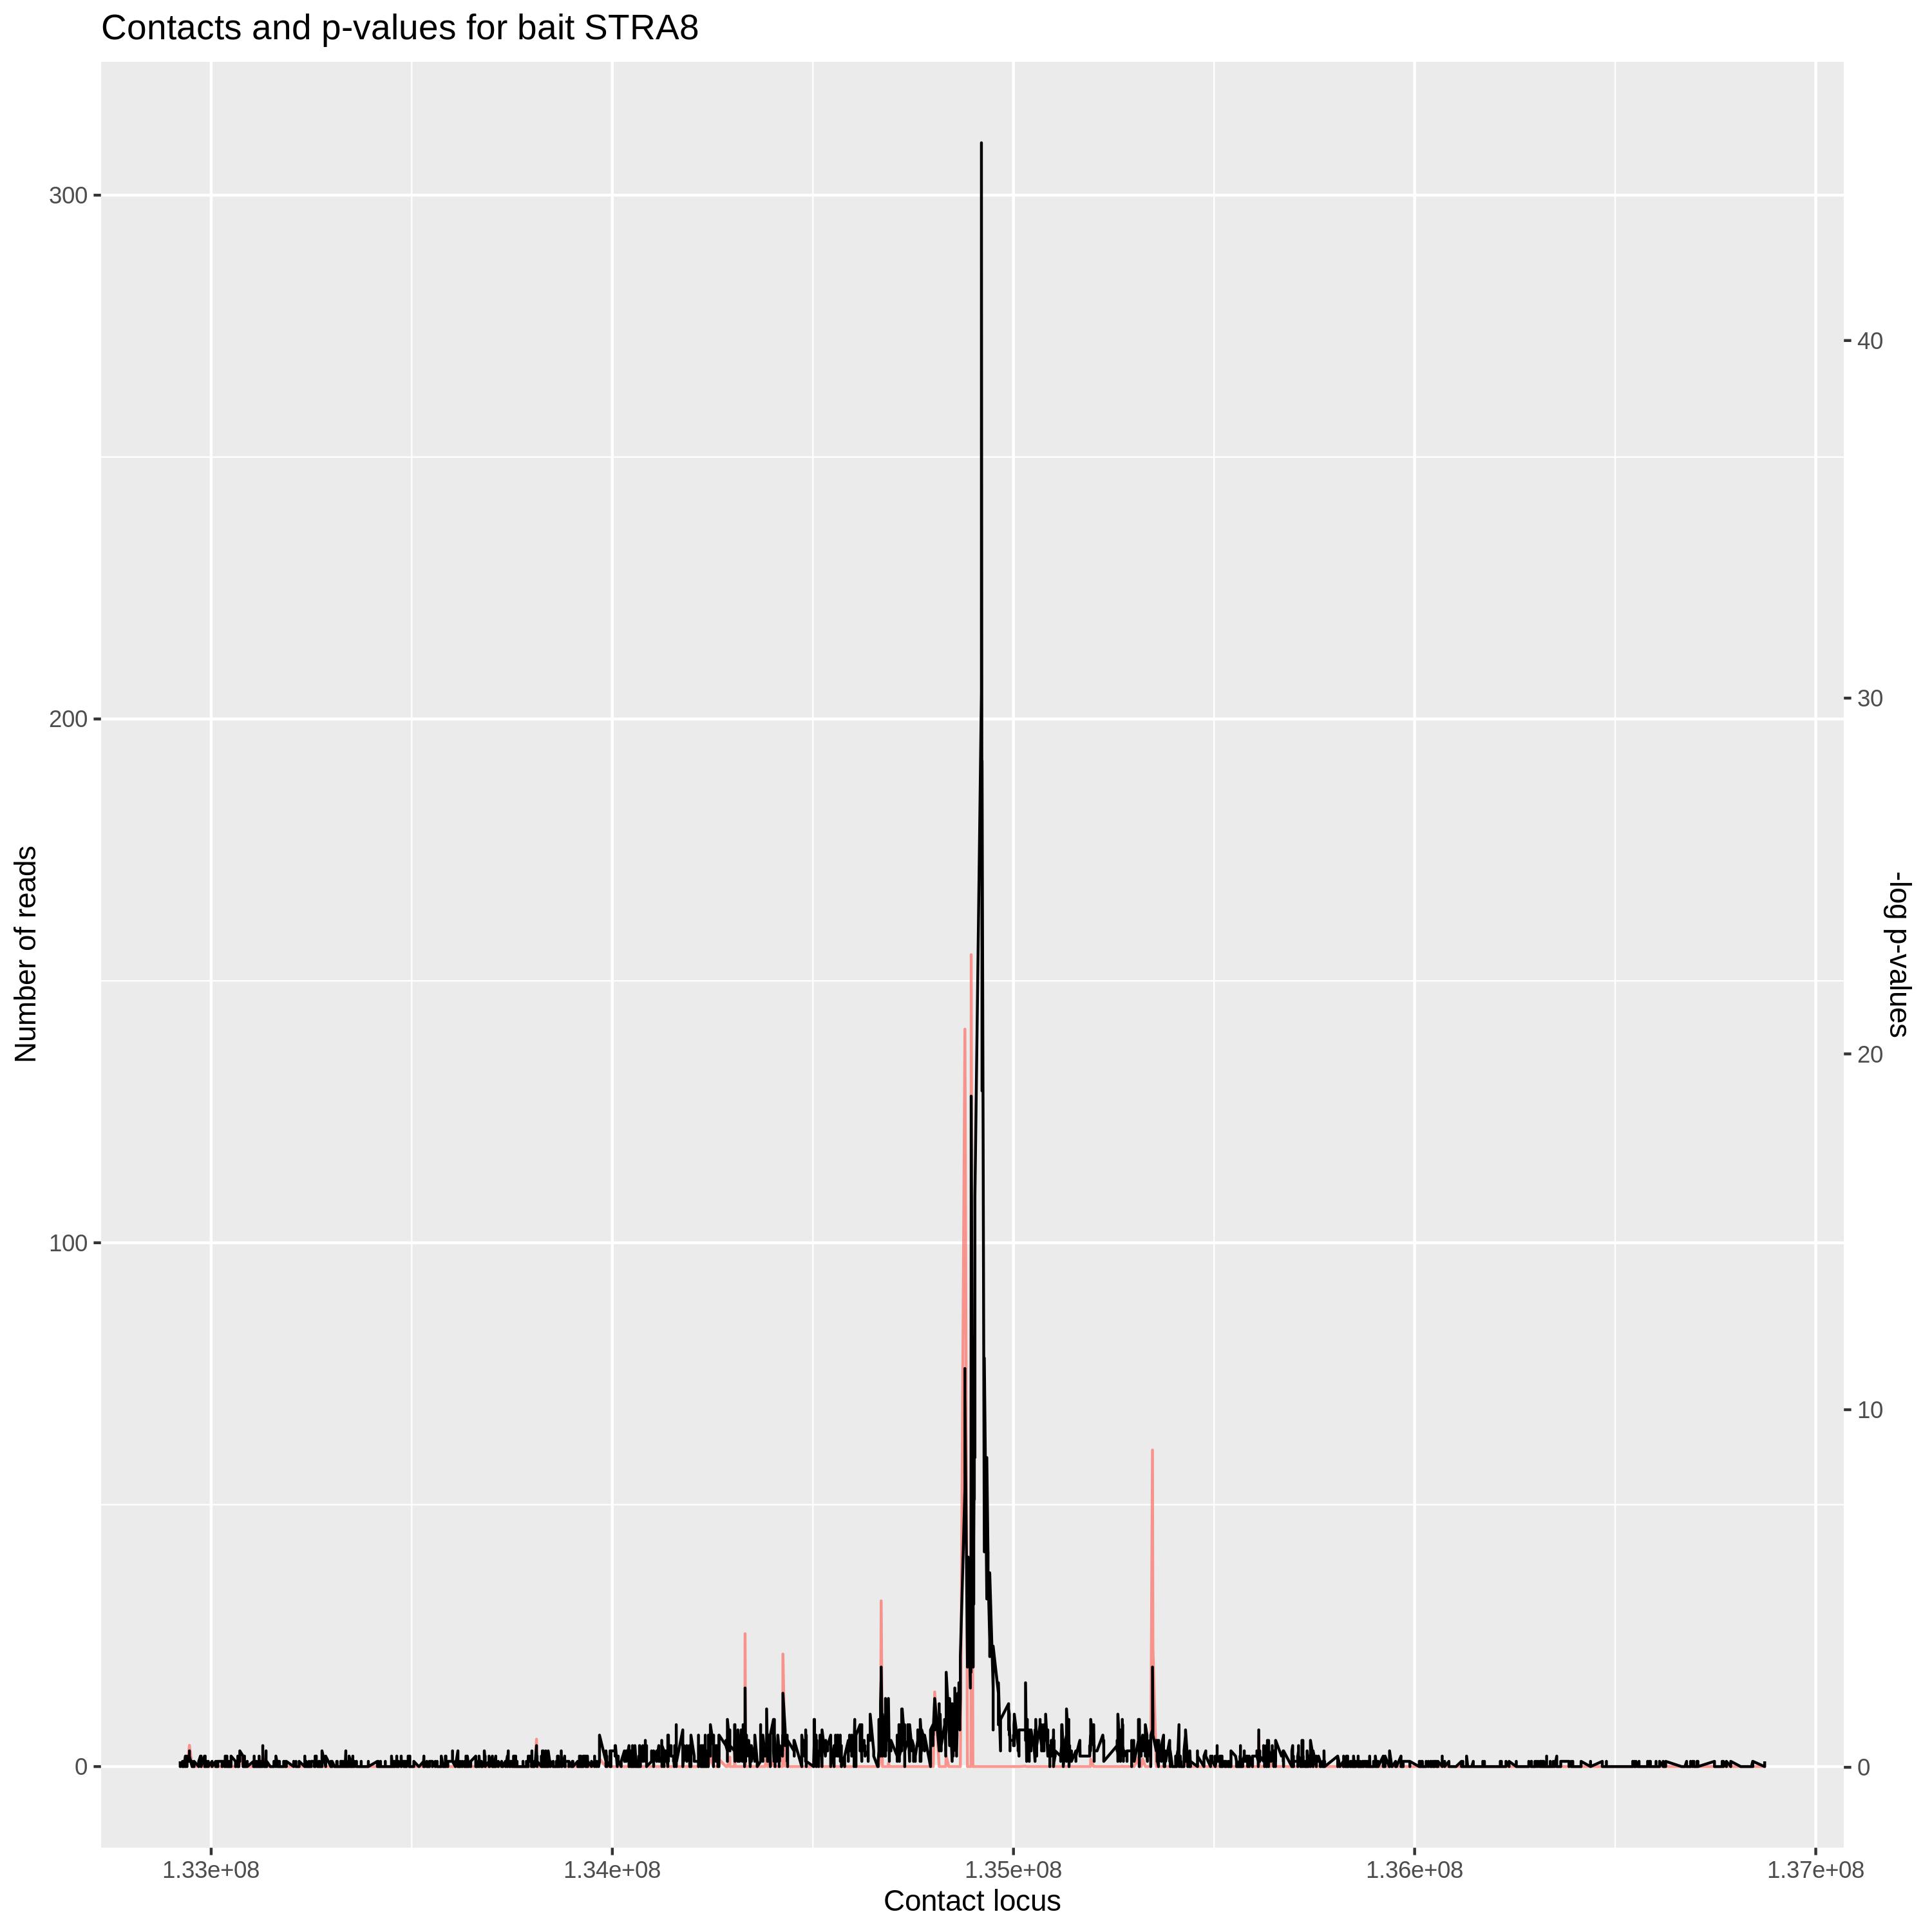 Contacts and p-values for bait STRA8
300
200
100
0
Number of reads
40
30
20
10
0
-log p-values
1.33e+08
1.34e+08
1.35e+08
1.36e+08
1.37e+08
Contact locus